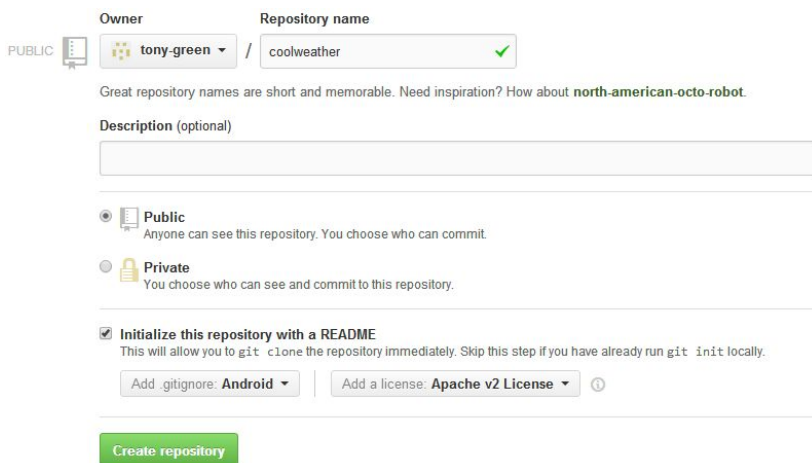 Owner Repository name
PUBLIC tony-green / coolweather
Great repository names are short and memorable. Need inspiration? How about north-american-octo-robot.
Description (optional)
Public
Anyone can see this repository. You choose who can commit.
Private
You choose who can see and commit to this repository.
Initialize this repository with a README
This will allow you to git clone the repository immediately. Skip this step if you have already run git init locally.
Add .gitignore: Android Add a license: Apache v2 License
Create repository